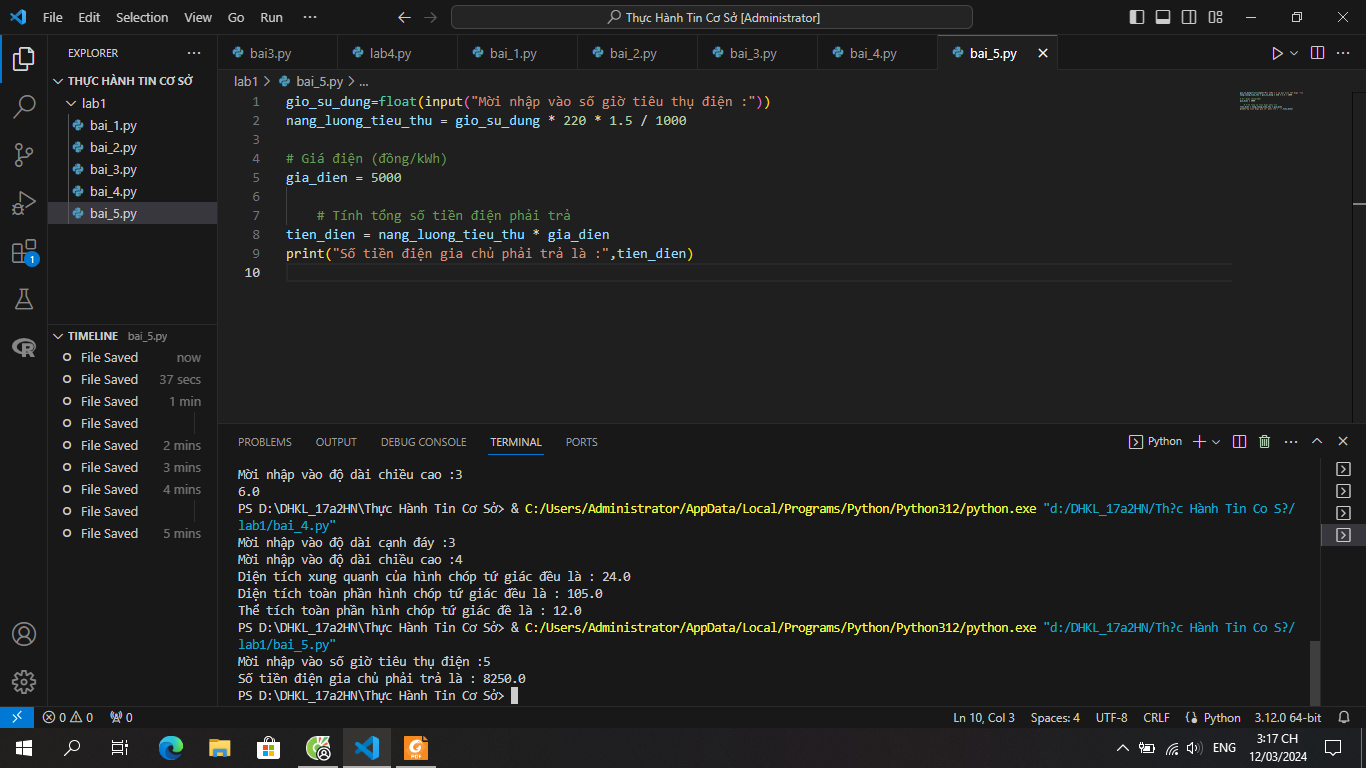 File Edit Selection View Go Run ··· Thực Hành Tin Cơ Sở [Administrator]
EXPLORER ···
THỰC HÀNH TIN CƠ SỞ
lab1
bai_1.py
bai_2.py
bai_3.py
bai_4.py
bai_5.py
TIMELINE bai_5.py
File Saved now
File Saved 37 secs
File Saved 1 min
File Saved
File Saved 2 mins
File Saved 3 mins
File Saved 4 mins
File Saved
File Saved 5 mins
1
bai3.py lab4.py bai_1.py bai_2.py bai_3.py bai_4.py bai_5.py
lab1 > bai_5.py > ...
1 gio_su_dung=float(input("Mời nhập vào số giờ tiêu thụ điện :"))
2 nang_luong_tieu_thu = gio_su_dung * 220 * 1.5 / 1000
3
4 # Giá điện (đồng/kWh)
5 gia_dien = 5000
6
7 # Tính tổng số tiền điện phải trả
8 tien_dien = nang_luong_tieu_thu * gia_dien
9 print("Số tiền điện gia chủ phải trả là :",tien_dien)
10
PROBLEMS OUTPUT DEBUG CONSOLE TERMINAL PORTS Python
Mời nhập vào độ dài chiều cao :3
6.0
PS D:\DHKL_17a2HN\Thực Hành Tin Cơ Sở> & C:/Users/Administrator/AppData/Local/Programs/Python/Python312/python.exe "d:/DHKL_17a2HN/Th?c Hành Tin Co S?/
lab1/bai_4.py"
Mời nhập vào độ dài cạnh đáy :3
Mời nhập vào độ dài chiều cao :4
Diện tích xung quanh của hình chóp tứ giác đều là : 24.0
Diện tích toàn phần hình chóp tứ giác đều là : 105.0
Thể tích toàn phần hình chóp tứ giác đề là : 12.0
PS D:\DHKL_17a2HN\Thực Hành Tin Cơ Sở> & C:/Users/Administrator/AppData/Local/Programs/Python/Python312/python.exe "d:/DHKL_17a2HN/Th?c Hành Tin Co S?/
lab1/bai_5.py"
Mời nhập vào số giờ tiêu thụ điện :5
Số tiền điện gia chủ phải trả là : 8250.0
PS D:\DHKL_17a2HN\Thực Hành Tin Cơ Sở>
0 0 0 Ln 10, Col 3 Spaces: 4 UTF-8 CRLF Python 3.12.0 64-bit
ENG 3:17 CH
12/03/2024